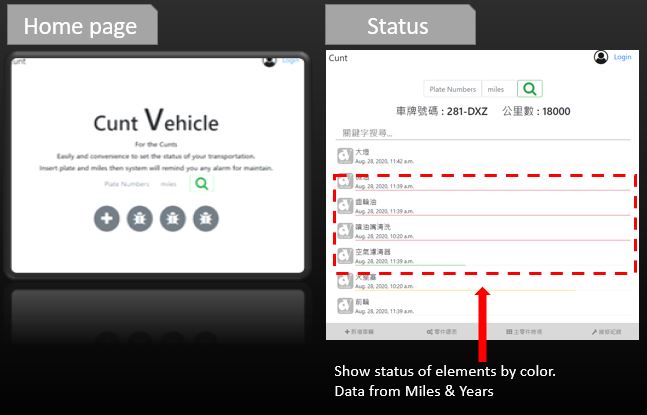 Home page
Status
Cunt
Login
Cunt Vehicle
For the Cunts
Easily and convenience to set the status of your transportation.
Insert plate and miles then system will remind you any alarm for maintain.
Plate Numbers miles
Cunt
Login
Plate Numbers miles
車牌號碼 : 281-DXZ 公里數 : 18000
關鍵字搜尋...
大燈
Aug. 28, 2020, 11:42 a.m.
Aug. 28, 2020, 11:39 a.m.
齒輪油
Aug. 28, 2020, 11:39 a.m.
噴油嘴清洗
Aug. 28, 2020, 10:20 a.m.
空氣濾清器
Aug. 28, 2020, 11:39 a.m.
火星塞
Aug. 28, 2020, 10:20 a.m.
前輪
Aug. 28, 2020, 11:39 a.m.
新增車輛 零件總表 主零件總項 維修紀錄
Show status of elements by color.
Data from Miles & Years